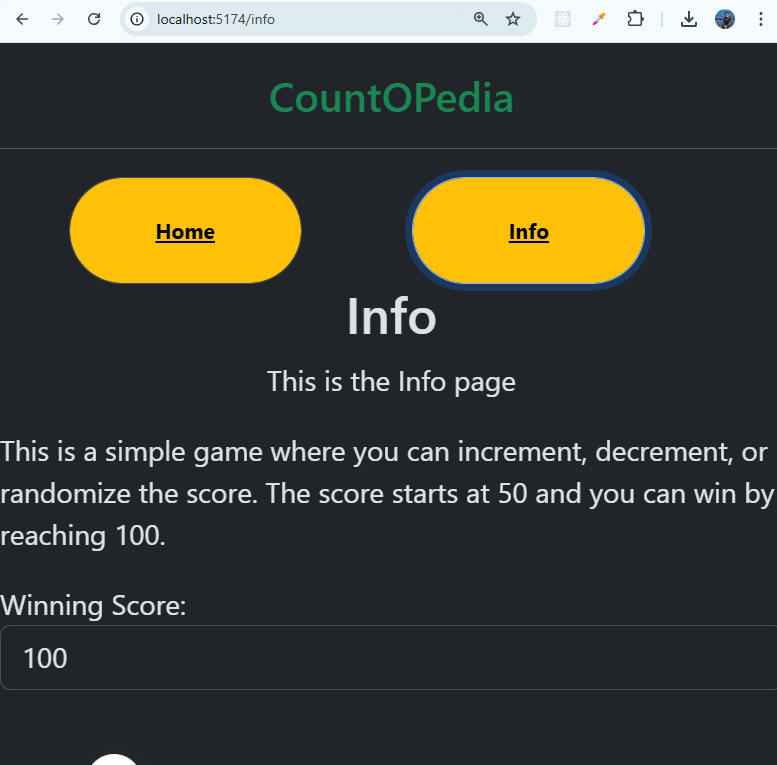 localhost:5174/info
CountOPedia
Home
Info
Info
This is the Info page
This is a simple game where you can increment, decrement, or
randomize the score. The score starts at 50 and you can win by
reaching 100.
Winning Score:
100